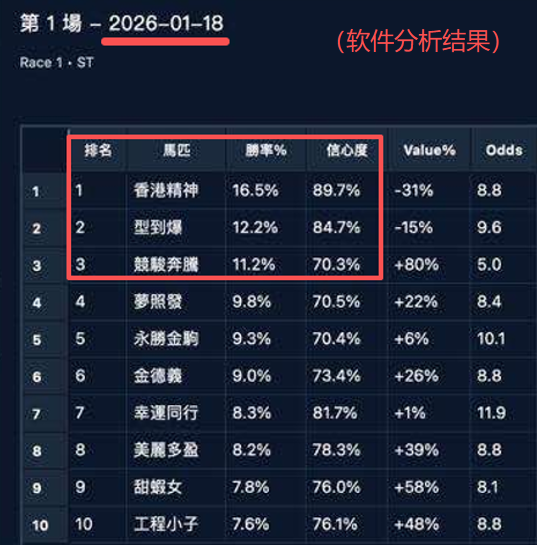 第 1 場 – 2026–01–18
(软件分析结果)
Race 1 • ST
排名 馬匹 勝率% 信心度 Value% Odds
1 1 香港精神 16.5% 89.7% -31% 8.8
2 2 型到爆 12.2% 84.7% -15% 9.6
3 3 競駿奔騰 11.2% 70.3% +80% 5.0
4 4 夢照發 9.8% 70.5% +22% 8.4
5 5 永勝金駒 9.3% 70.4% +6% 10.1
6 6 金德義 9.0% 73.4% +26% 8.8
7 7 幸運同行 8.3% 81.7% +1% 11.9
8 8 美麗多盈 8.2% 78.3% +39% 8.8
9 9 甜蝦女 7.8% 76.0% +58% 8.1
10 10 工程小子 7.6% 76.1% +48% 8.8